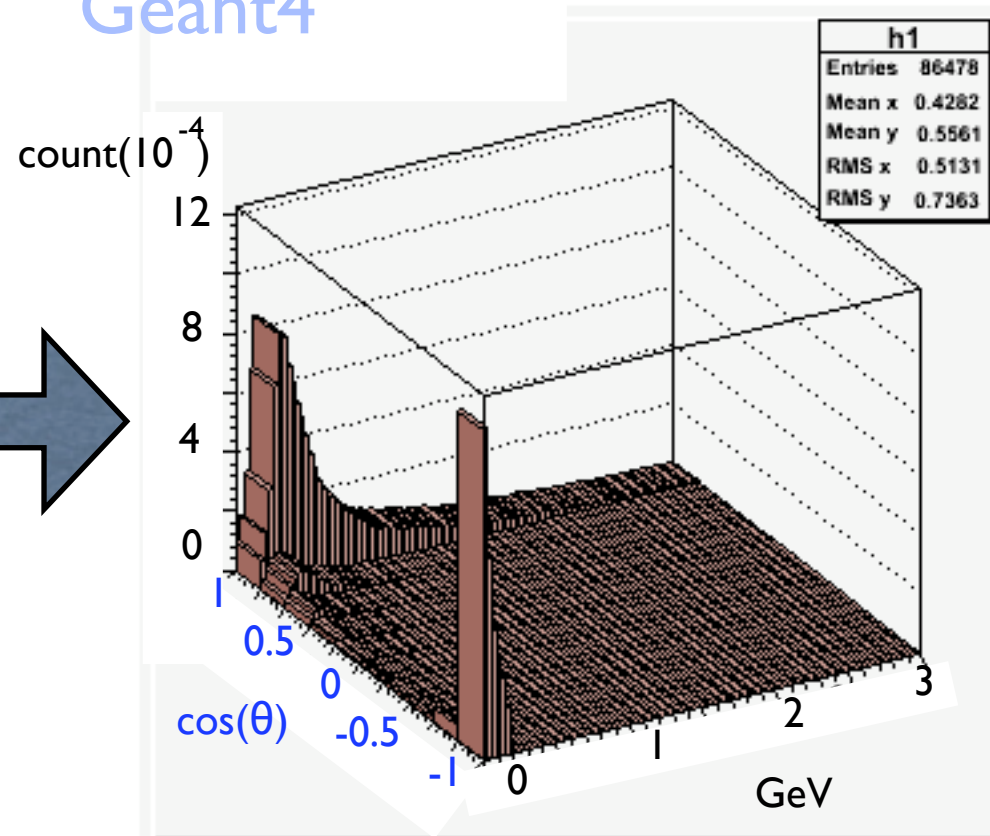 Geant4
h1
Entries 86478
Mean x 0.4282
Mean y 0.5561
RMS x 0.5131
RMS y 0.7363
count(10⁻⁴)
12
8
4
0
1
0.5
0
-0.5
-1
cos(θ)
0
1
2
3
GeV